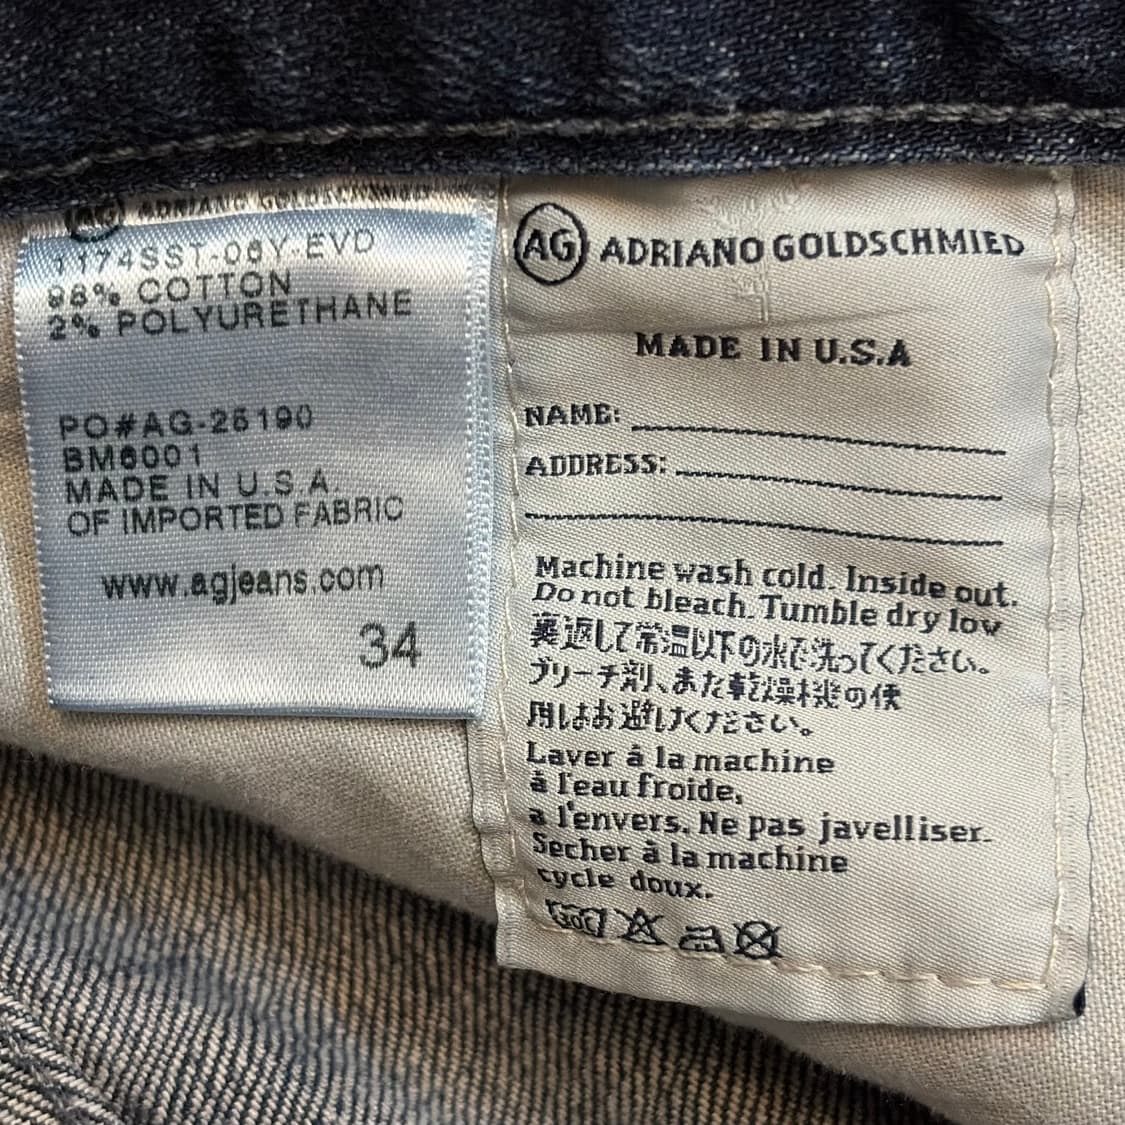 AG ADRIANO GOLDSCHMIED
1174SST-06Y-EVD
98% COTTON
2% POLYURETHANE
PO#AG-25190
BM6001
MADE IN U.S.A.
OF IMPORTED FABRIC
www.agjeans.com
34
AG ADRIANO GOLDSCHMIED
MADE IN U.S.A
NAME:
ADDRESS:
Machine wash cold. Inside out.
Do not bleach. Tumble dry low
裏返して常温以下の水で洗ってください。
ブリーチ剤、また乾燥機の使
用はお避けください。
Laver à la machine
à l'eau froide,
a l'envers. Ne pas javelliser.
Secher à la machine
cycle doux.